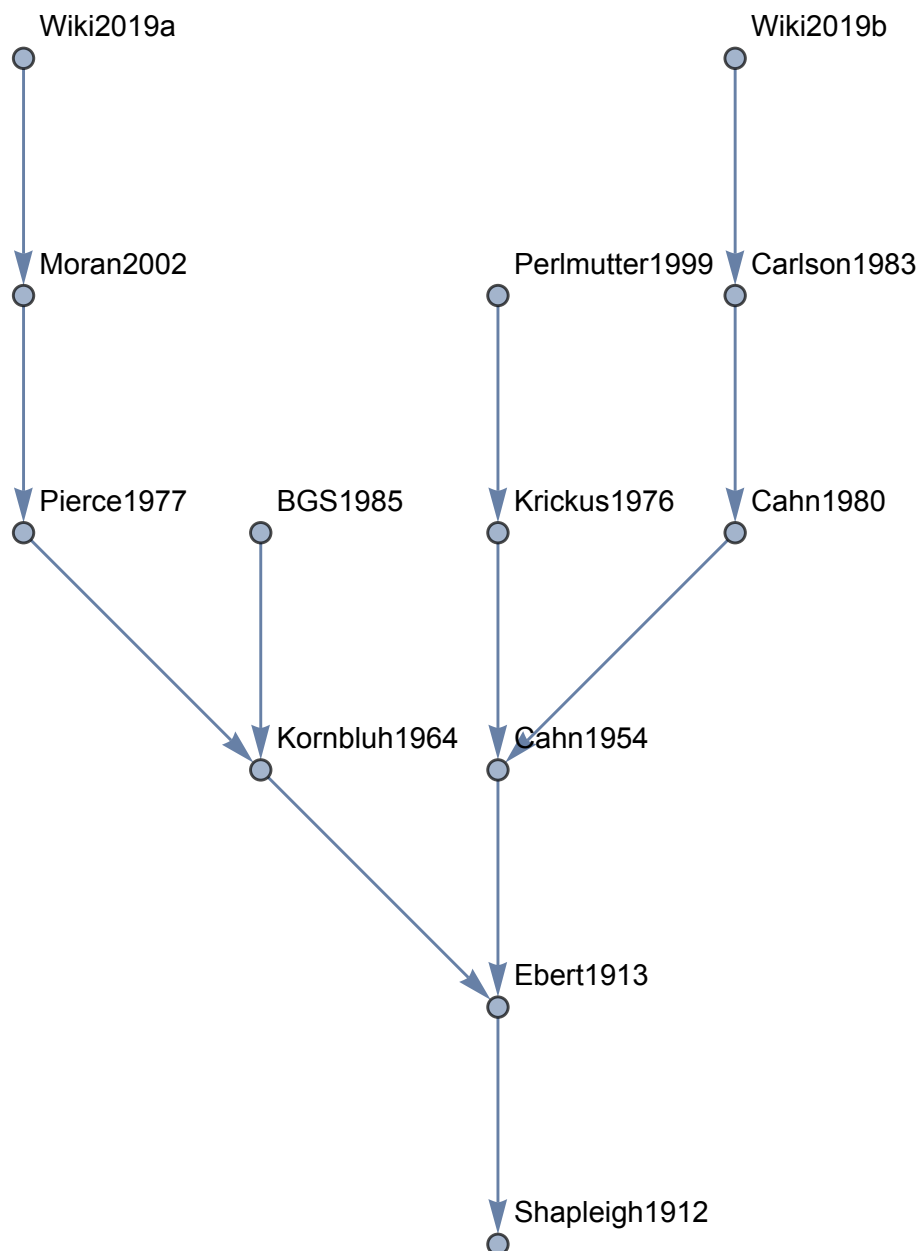 Wiki2019a
Wiki2019b
Moran2002
Perlmutter1999
Carlson1983
Pierce1977
BGS1985
Krickus1976
Cahn1980
Kornbluh1964
Cahn1954
Ebert1913
Shapleigh1912